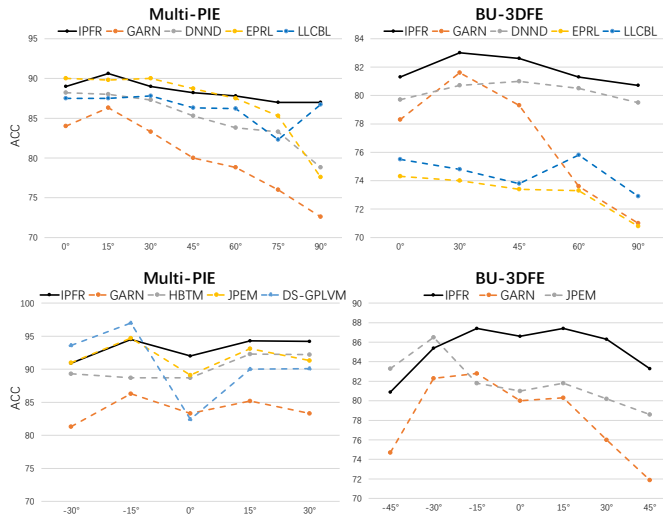 Multi-PIE
IPFR GARN DNND EPRL LLCBL
95
90
85
80
75
70
ACC
0° 15° 30° 45° 60° 75° 90°
BU-3DFE
IPFR GARN DNND EPRL LLCBL
84
82
80
78
76
74
72
70
0° 30° 45° 60° 90°
Multi-PIE
IPFR GARN HBTM JPEM DS-GPLVM
100
95
90
85
80
75
70
ACC
-30° -15° 0° 15° 30°
BU-3DFE
IPFR GARN JPEM
90
88
86
84
82
80
78
76
74
72
70
-45° -30° -15° 0° 15° 30° 45°